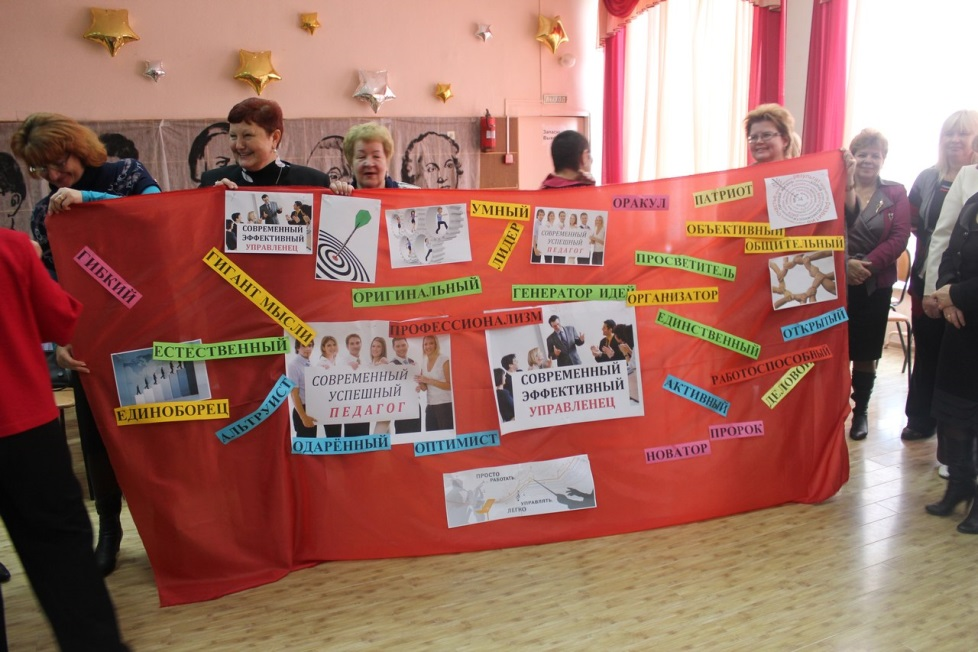 СОВРЕМЕННЫЙ
ЭФФЕКТИВНЫЙ
УПРАВЛЕНЕЦ
УМНЫЙ
ЛИДЕР
СОВРЕМЕННЫЙ
УСПЕШНЫЙ
ПЕДАГОГ
ОРАКУЛ
ПАТРИОТ
ОБЪЕКТИВНЫЙ
ОБЩИТЕЛЬНЫЙ
ГИБКИЙ
ГИГАНТ МЫСЛИ
ПРОСВЕТИТЕЛЬ
ОРИГИНАЛЬНЫЙ
ГЕНЕРАТОР ИДЕЙ
ОРГАНИЗАТОР
ПРОФЕССИОНАЛИЗМ
ЕДИНСТВЕННЫЙ
ОТКРЫТЫЙ
ЕСТЕСТВЕННЫЙ
РАБОТОСПОСОБНЫЙ
СОВРЕМЕННЫЙ
УСПЕШНЫЙ
ПЕДАГОГ
СОВРЕМЕННЫЙ
ЭФФЕКТИВНЫЙ
УПРАВЛЕНЕЦ
АКТИВНЫЙ
ДЕЛОВОЙ
ЕДИНОБОРЕЦ
АЛЬТРУИСТ
ОДАРЁННЫЙ
ОПТИМИСТ
НОВАТОР
ПРОРОК
ПРОСТО
РАБОТАТЬ,
УПРАВЛЯТЬ
ЛЕГКО